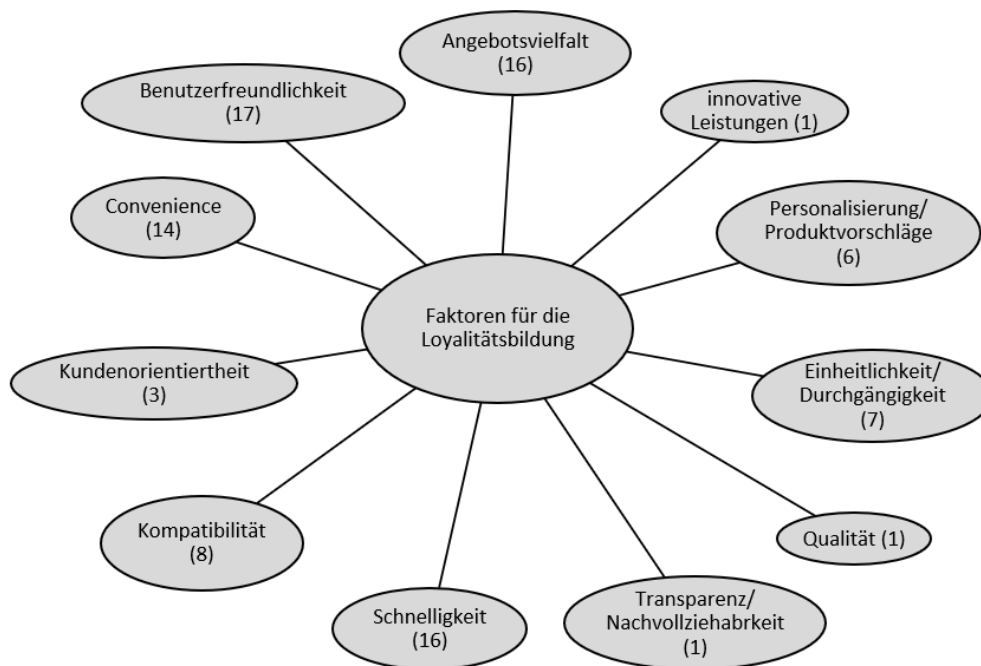 Angebotsvielfalt
(16)
Benutzerfreundlichkeit
(17)
innovative
Leistungen (1)
Convenience
(14)
Personalisierung/
Produktvorschläge
(6)
Faktoren für die
Loyalitätsbildung
Kundenorientiertheit
(3)
Einheitlichkeit/
Durchgängigkeit
(7)
Kompatibilität
(8)
Qualität (1)
Schnelligkeit
(16)
Transparenz/
Nachvollziehabrkeit
(1)